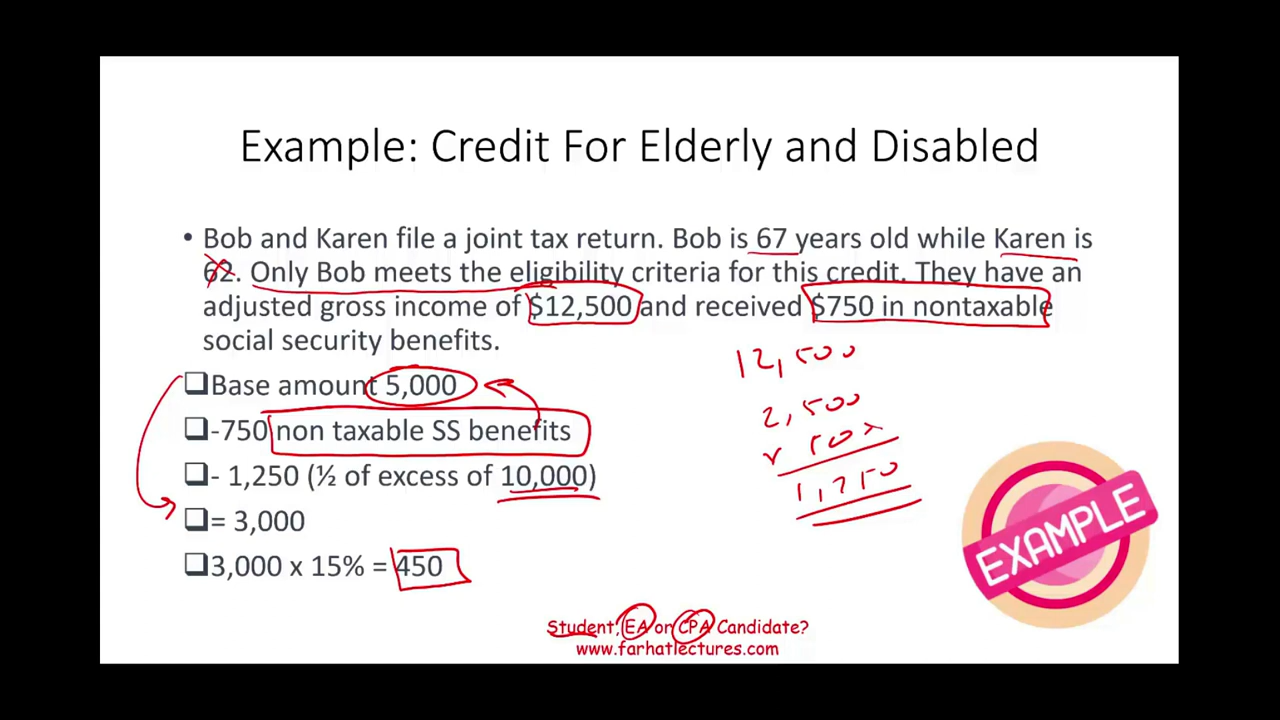 Example: Credit For Elderly and Disabled
• Bob and Karen file a joint tax return. Bob is 67 years old while Karen is
62. Only Bob meets the eligibility criteria for this credit. They have an
adjusted gross income of $12,500 and received $750 in nontaxable
social security benefits.
12,500
❑Base amount 5,000
2,500
❑-750 non taxable SS benefits
x 50%
❑- 1,250 (½ of excess of 10,000)
1,250
❑= 3,000
EXAMPLE
❑3,000 x 15% = 450
Student, EA or CPA Candidate?
www.farhatlectures.com